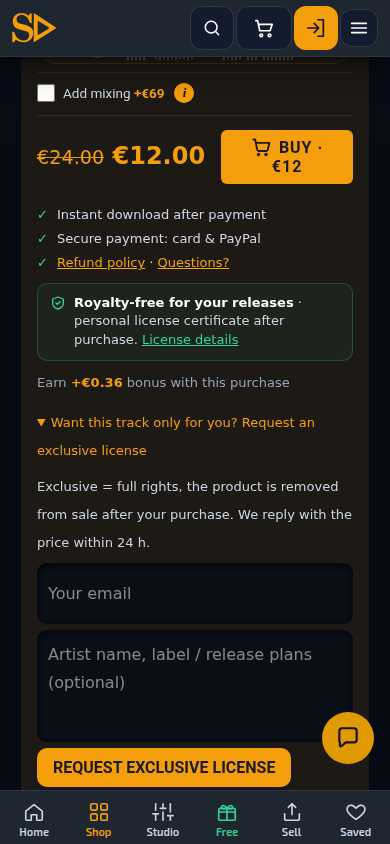 S
Add mixing +€69 i
€24.00 €12.00
BUY ·
€12
✓ Instant download after payment
✓ Secure payment: card & PayPal
✓ Refund policy · Questions?
Royalty-free for your releases ·
personal license certificate after
purchase. License details
Earn +€0.36 bonus with this purchase
▼ Want this track only for you? Request an
exclusive license
Exclusive = full rights, the product is removed
from sale after your purchase. We reply with the
price within 24 h.
Your email
Artist name, label / release plans
(optional)
REQUEST EXCLUSIVE LICENSE
Home Shop Studio Free Sell Saved